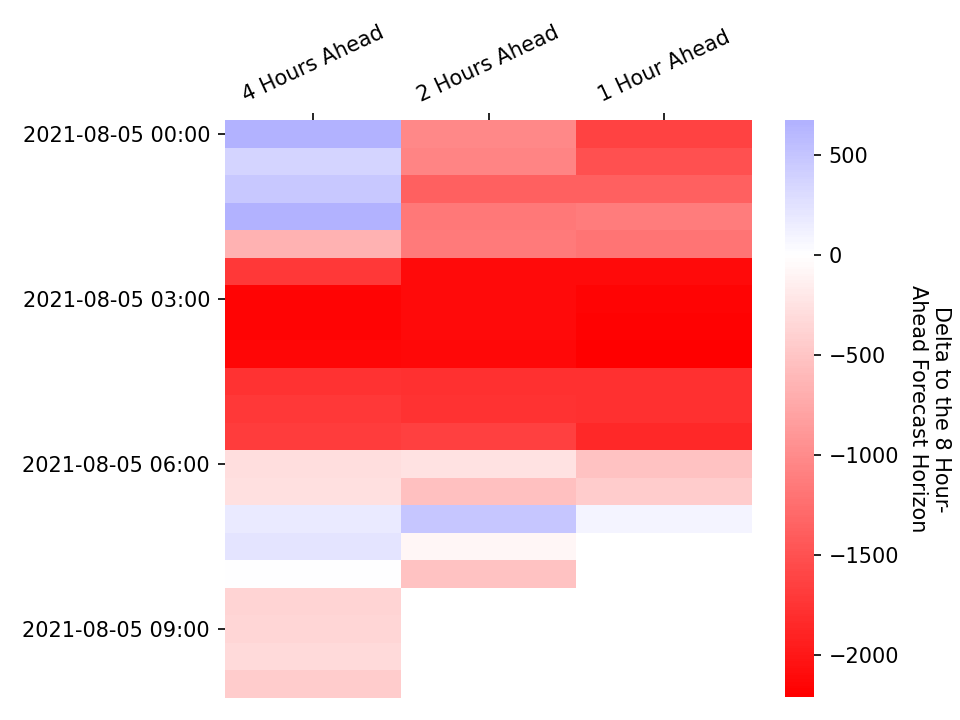 4 Hours Ahead
2 Hours Ahead
1 Hour Ahead
2021-08-05 00:00
2021-08-05 03:00
2021-08-05 06:00
2021-08-05 09:00
500
0
−500
−1000
−1500
−2000
Delta to the 8 Hour-
Ahead Forecast Horizon